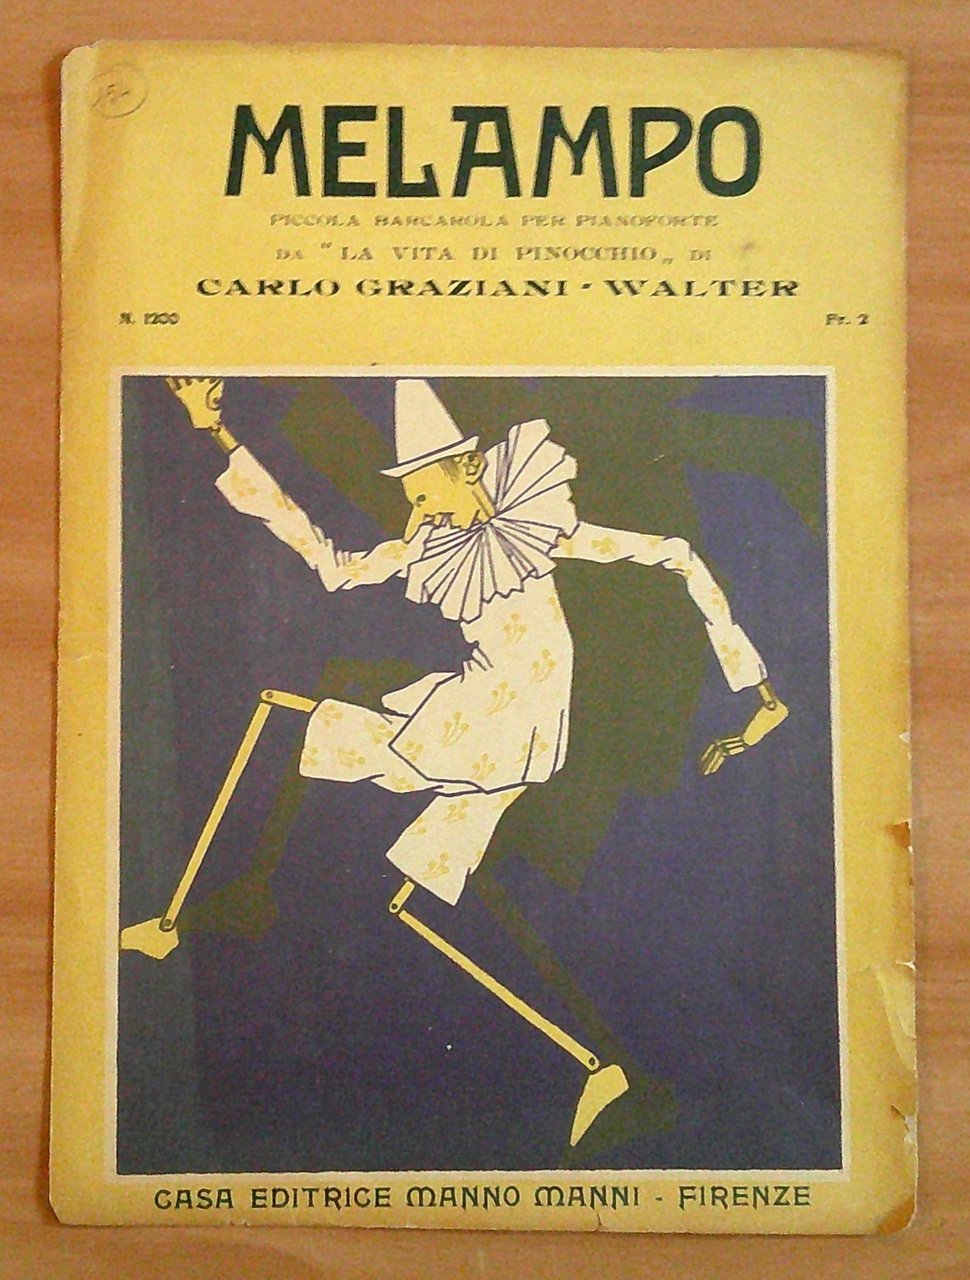 15-
MELAMPO
PICCOLA BARCAROLA PER PIANOFORTE
DA "LA VITA DI PINOCCHIO„ DI
CARLO GRAZIANI - WALTER
N. 1200 Fr. 2
CASA EDITRICE MANNO MANNI - FIRENZE